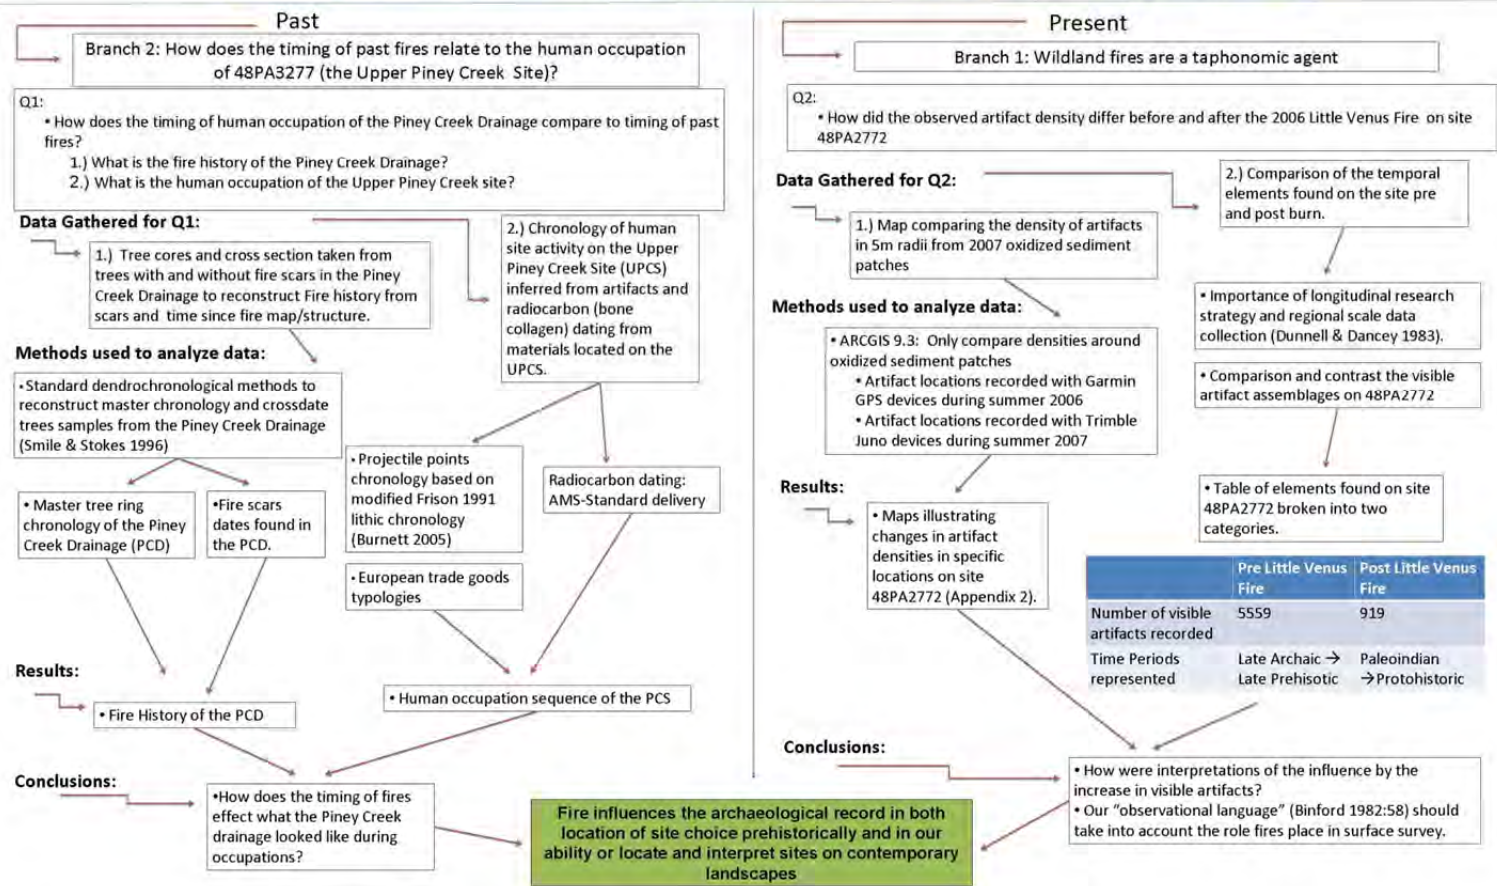 Past
Branch 2: How does the timing of past fires relate to the human occupation
of 48PA3277 (the Upper Piney Creek Site)?
Q1:
• How does the timing of human occupation of the Piney Creek Drainage compare to timing of past
fires?
1.) What is the fire history of the Piney Creek Drainage?
2.) What is the human occupation of the Upper Piney Creek site?
Data Gathered for Q1:
1.) Tree cores and cross section taken from
trees with and without fire scars in the Piney
Creek Drainage to reconstruct Fire history from
scars and time since fire map/structure.
2.) Chronology of human
site activity on the Upper
Piney Creek Site (UPCS)
inferred from artifacts and
radiocarbon (bone
collagen) dating from
materials located on the
UPCS.
Methods used to analyze data:
• Standard dendrochronological methods to
reconstruct master chronology and crossdate
trees samples from the Piney Creek Drainage
(Smile & Stokes 1996)
• Projectile points
chronology based on
modified Frison 1991
lithic chronology
(Burnett 2005)
Radiocarbon dating:
AMS-Standard delivery
• Master tree ring
chronology of the Piney
Creek Drainage (PCD)
•Fire scars
dates found in
the PCD.
• European trade goods
typologies
Results:
• Fire History of the PCD
• Human occupation sequence of the PCS
Conclusions:
•How does the timing of fires
effect what the Piney Creek
drainage looked like during
occupations?
Present
Branch 1: Wildland fires are a taphonomic agent
Q2:
• How did the observed artifact density differ before and after the 2006 Little Venus Fire on site
48PA2772
Data Gathered for Q2:
1.) Map comparing the density of artifacts
in 5m radii from 2007 oxidized sediment
patches
2.) Comparison of the temporal
elements found on the site pre
and post burn.
Methods used to analyze data:
• ARCGIS 9.3: Only compare densities around
oxidized sediment patches
• Artifact locations recorded with Garmin
GPS devices during summer 2006
• Artifact locations recorded with Trimble
Juno devices during summer 2007
• Importance of longitudinal research
strategy and regional scale data
collection (Dunnell & Dancey 1983).
• Comparison and contrast the visible
artifact assemblages on 48PA2772
Results:
• Maps illustrating
changes in artifact
densities in specific
locations on site
48PA2772 (Appendix 2).
• Table of elements found on site
48PA2772 broken into two
categories.
Pre Little Venus Post Little Venus
Fire Fire
Number of visible 5559 919
artifacts recorded
Time Periods Late Archaic → Paleoindian
represented Late Prehisotic →Protohistoric
Conclusions:
• How were interpretations of the influence by the
increase in visible artifacts?
• Our "observational language" (Binford 1982:58) should
take into account the role fires place in surface survey.
Fire influences the archaeological record in both
location of site choice prehistorically and in our
ability or locate and interpret sites on contemporary
landscapes